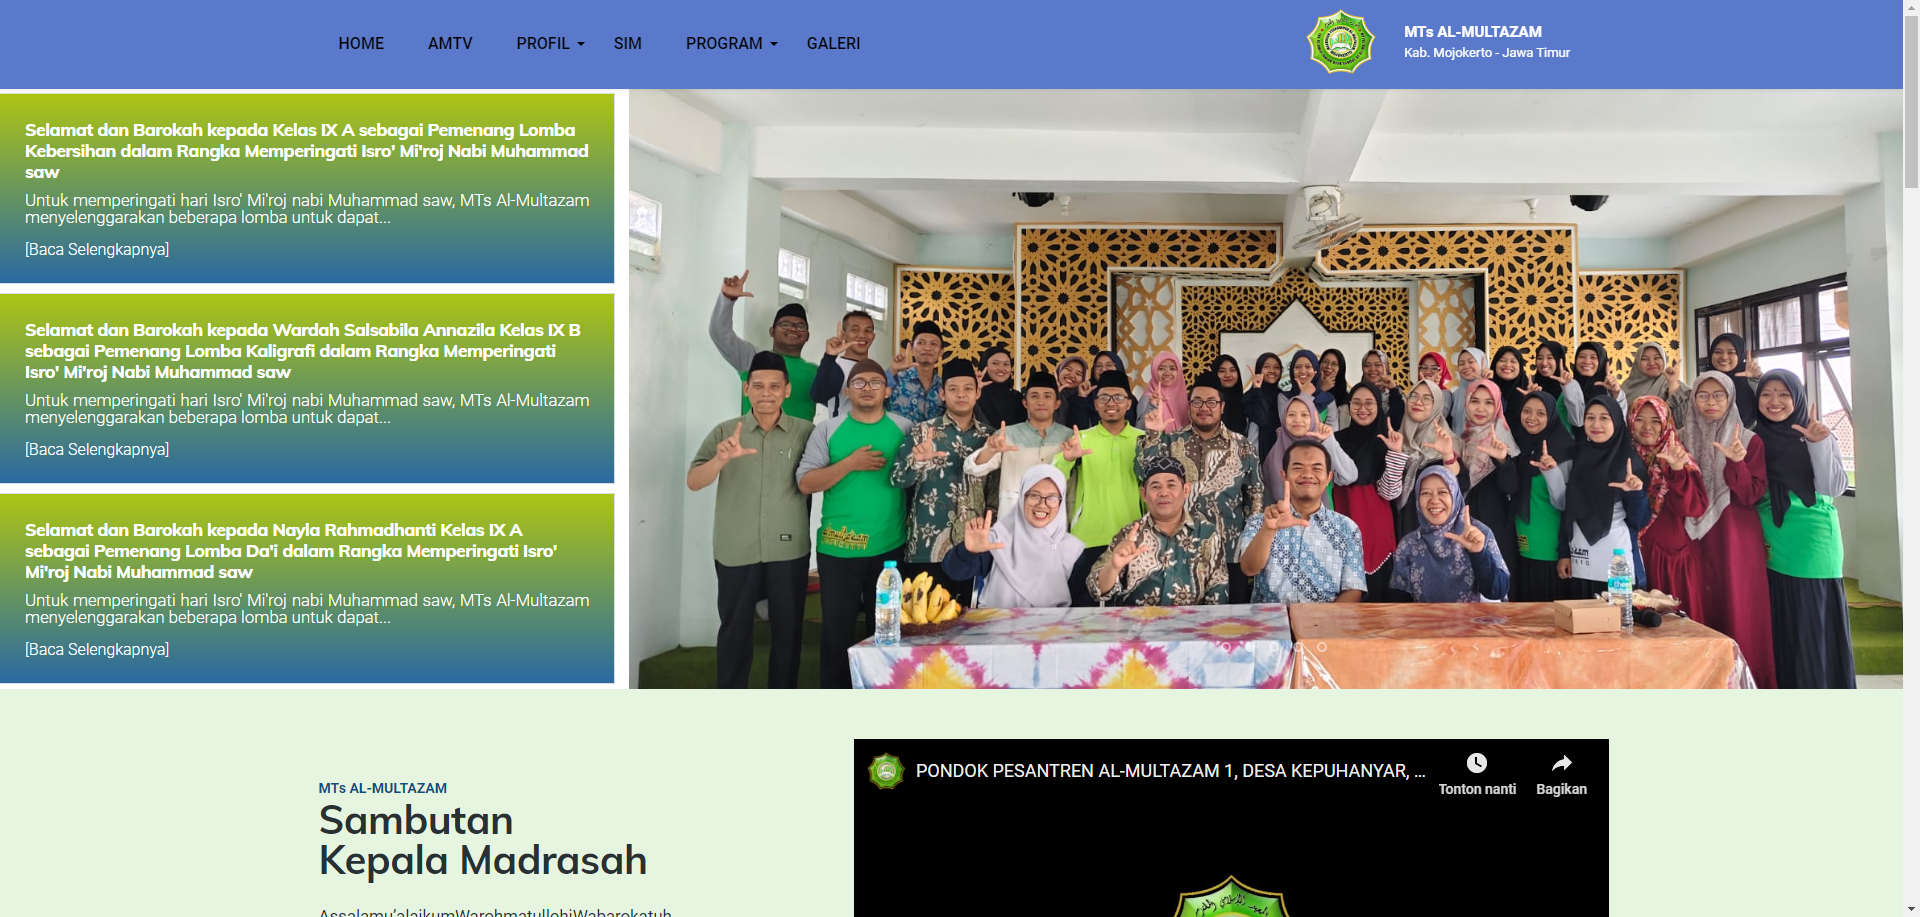 HOME AMTV PROFIL SIM PROGRAM GALERI
MTs AL-MULTAZAM
Kab. Mojokerto - Jawa Timur
Selamat dan Barokah kepada Kelas IX A sebagai Pemenang Lomba
Kebersihan dalam Rangka Memperingati Isro' Mi'roj Nabi Muhammad
saw
Untuk memperingati hari Isro' Mi'roj nabi Muhammad saw, MTs Al-Multazam
menyelenggarakan beberapa lomba untuk dapat...
[Baca Selengkapnya]
Selamat dan Barokah kepada Wardah Salsabila Annazila Kelas IX B
sebagai Pemenang Lomba Kaligrafi dalam Rangka Memperingati
Isro' Mi'roj Nabi Muhammad saw
Untuk memperingati hari Isro' Mi'roj nabi Muhammad saw, MTs Al-Multazam
menyelenggarakan beberapa lomba untuk dapat...
[Baca Selengkapnya]
Selamat dan Barokah kepada Nayla Rahmadhanti Kelas IX A
sebagai Pemenang Lomba Da'i dalam Rangka Memperingati Isro'
Mi'roj Nabi Muhammad saw
Untuk memperingati hari Isro' Mi'roj nabi Muhammad saw, MTs Al-Multazam
menyelenggarakan beberapa lomba untuk dapat...
[Baca Selengkapnya]
MTs AL-MULTAZAM
Sambutan
Kepala Madrasah
Assalamu'alaikumWarohmatullohiWabarokatuh
PONDOK PESANTREN AL-MULTAZAM 1, DESA KEPUHANYAR, ...
Tonton nanti
Bagikan